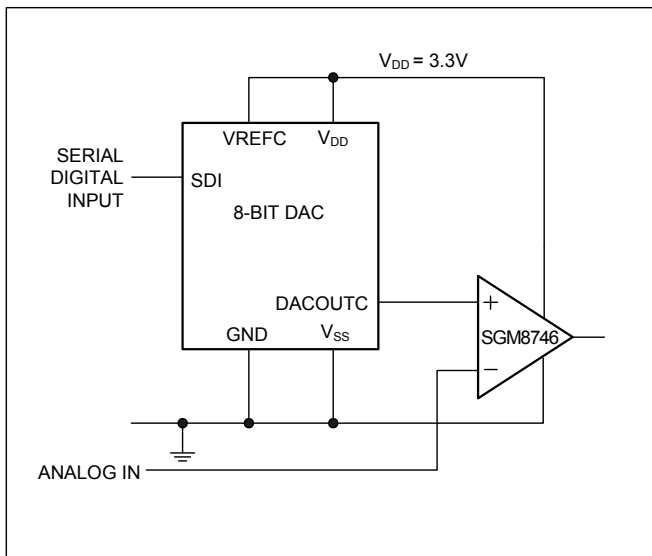 V_DD = 3.3V
VREFC V_DD
SERIAL
DIGITAL
INPUT
SDI
8-BIT DAC
DACOUTC
GND V_SS
+
SGM8746
−
ANALOG IN